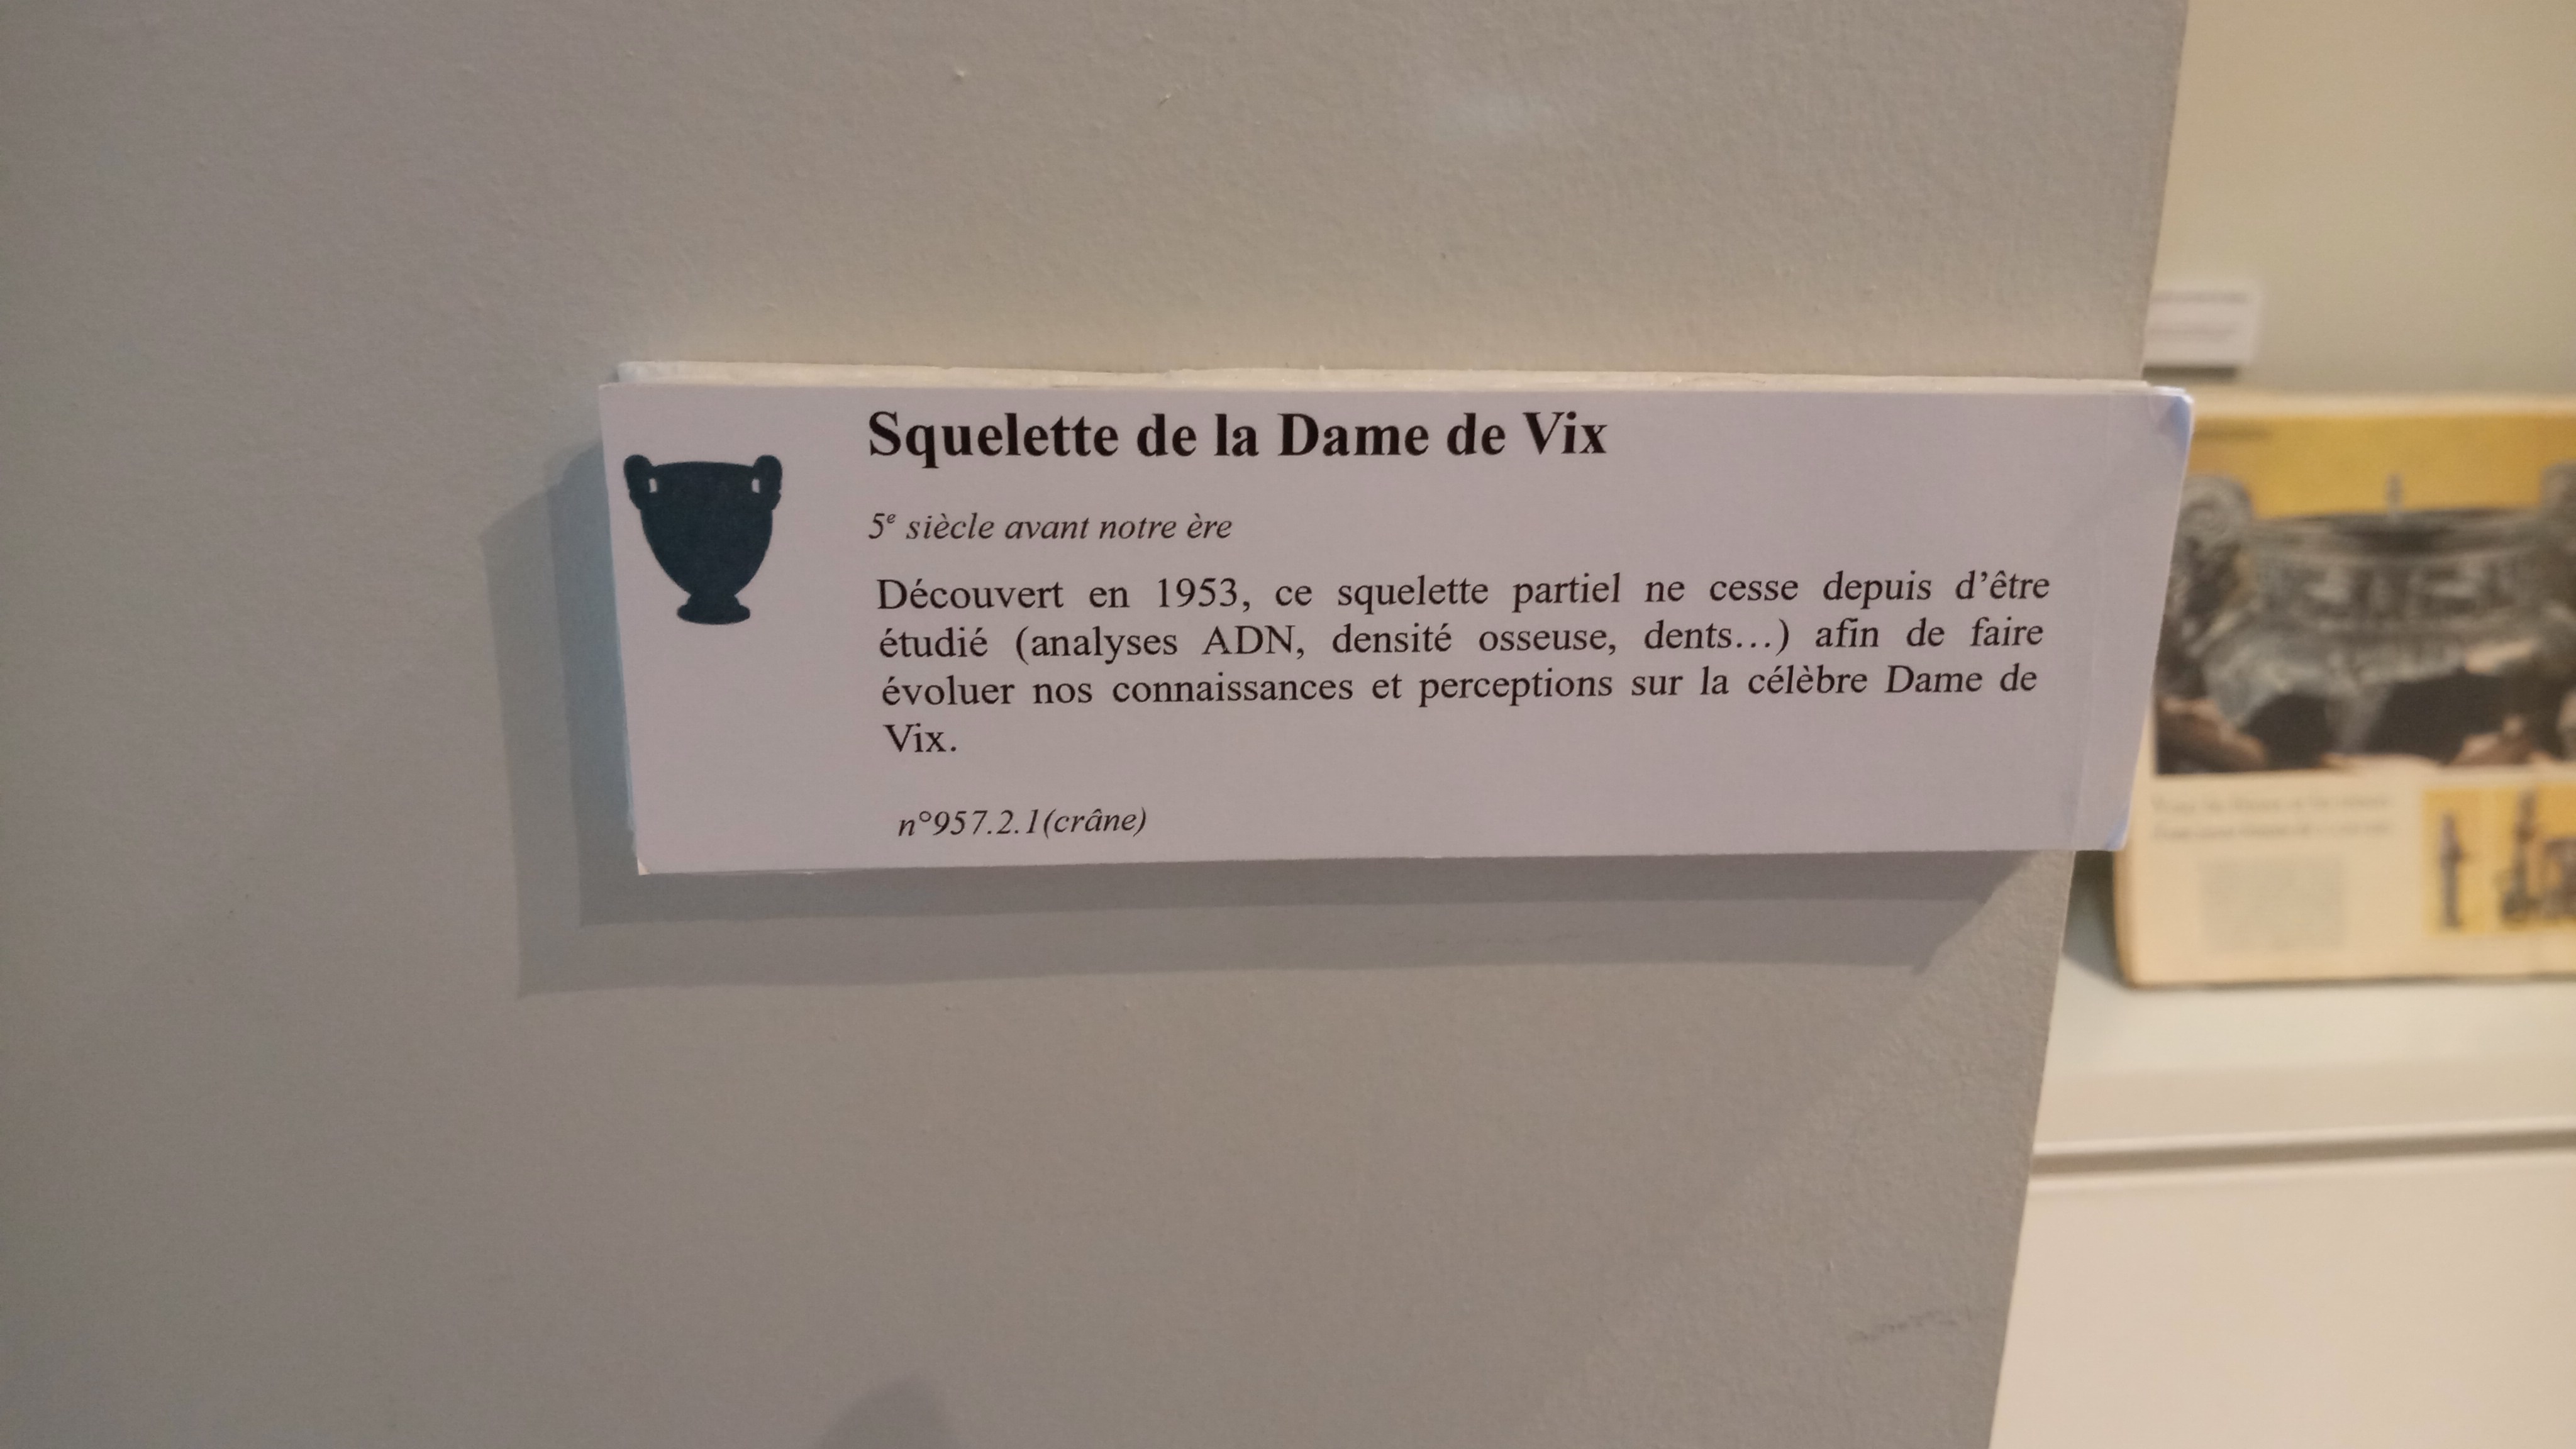 Squelette de la Dame de Vix
5e siècle avant notre ère
Découvert en 1953, ce squelette partiel ne cesse depuis d'être
étudié (analyses ADN, densité osseuse, dents…) afin de faire
évoluer nos connaissances et perceptions sur la célèbre Dame de
Vix.
n°957.2.1(crâne)